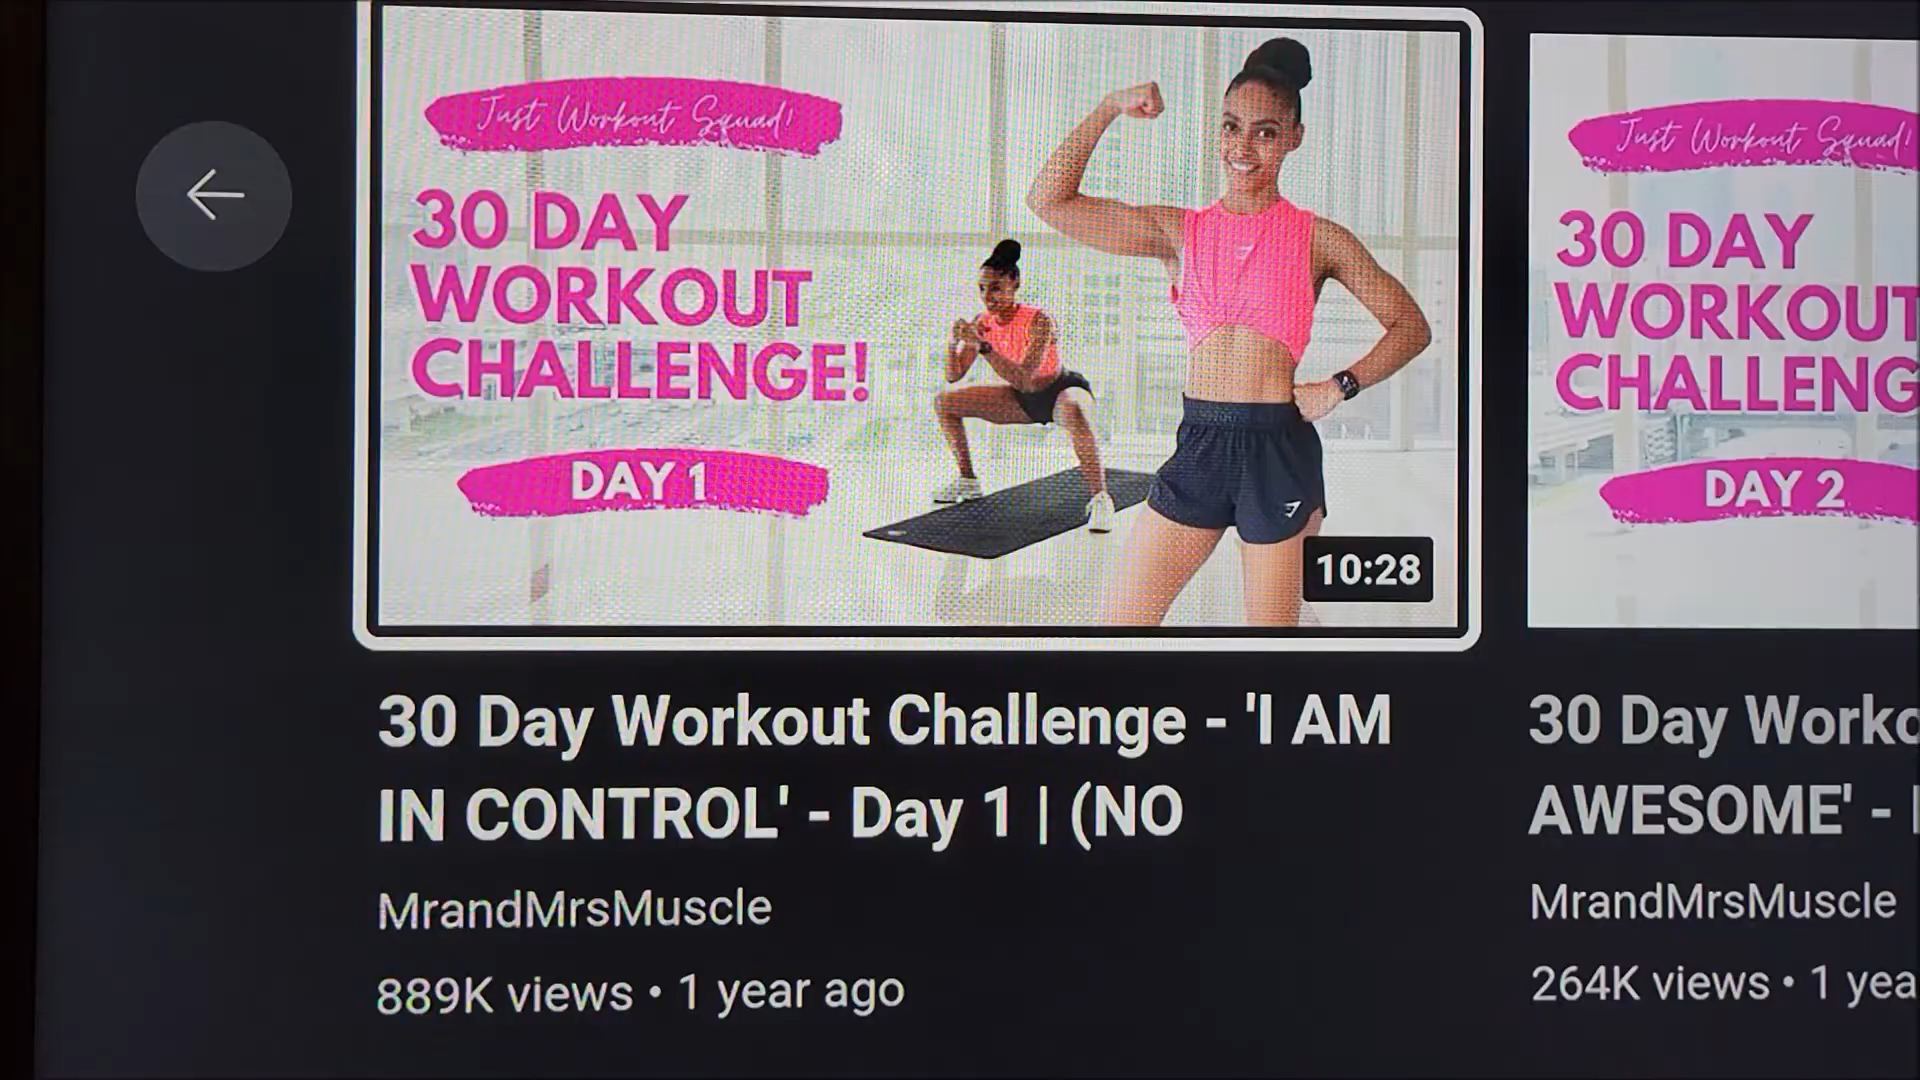 Just Workout Squad!
30 DAY
WORKOUT
CHALLENGE!
DAY 1
10:28
30 Day Workout Challenge - 'I AM
IN CONTROL' - Day 1 | (NO
MrandMrsMuscle
889K views • 1 year ago
Just Workout Squad!
30 DAY
WORKOUT
CHALLENG
DAY 2
30 Day Worko
AWESOME' -
MrandMrsMuscle
264K views • 1 yea